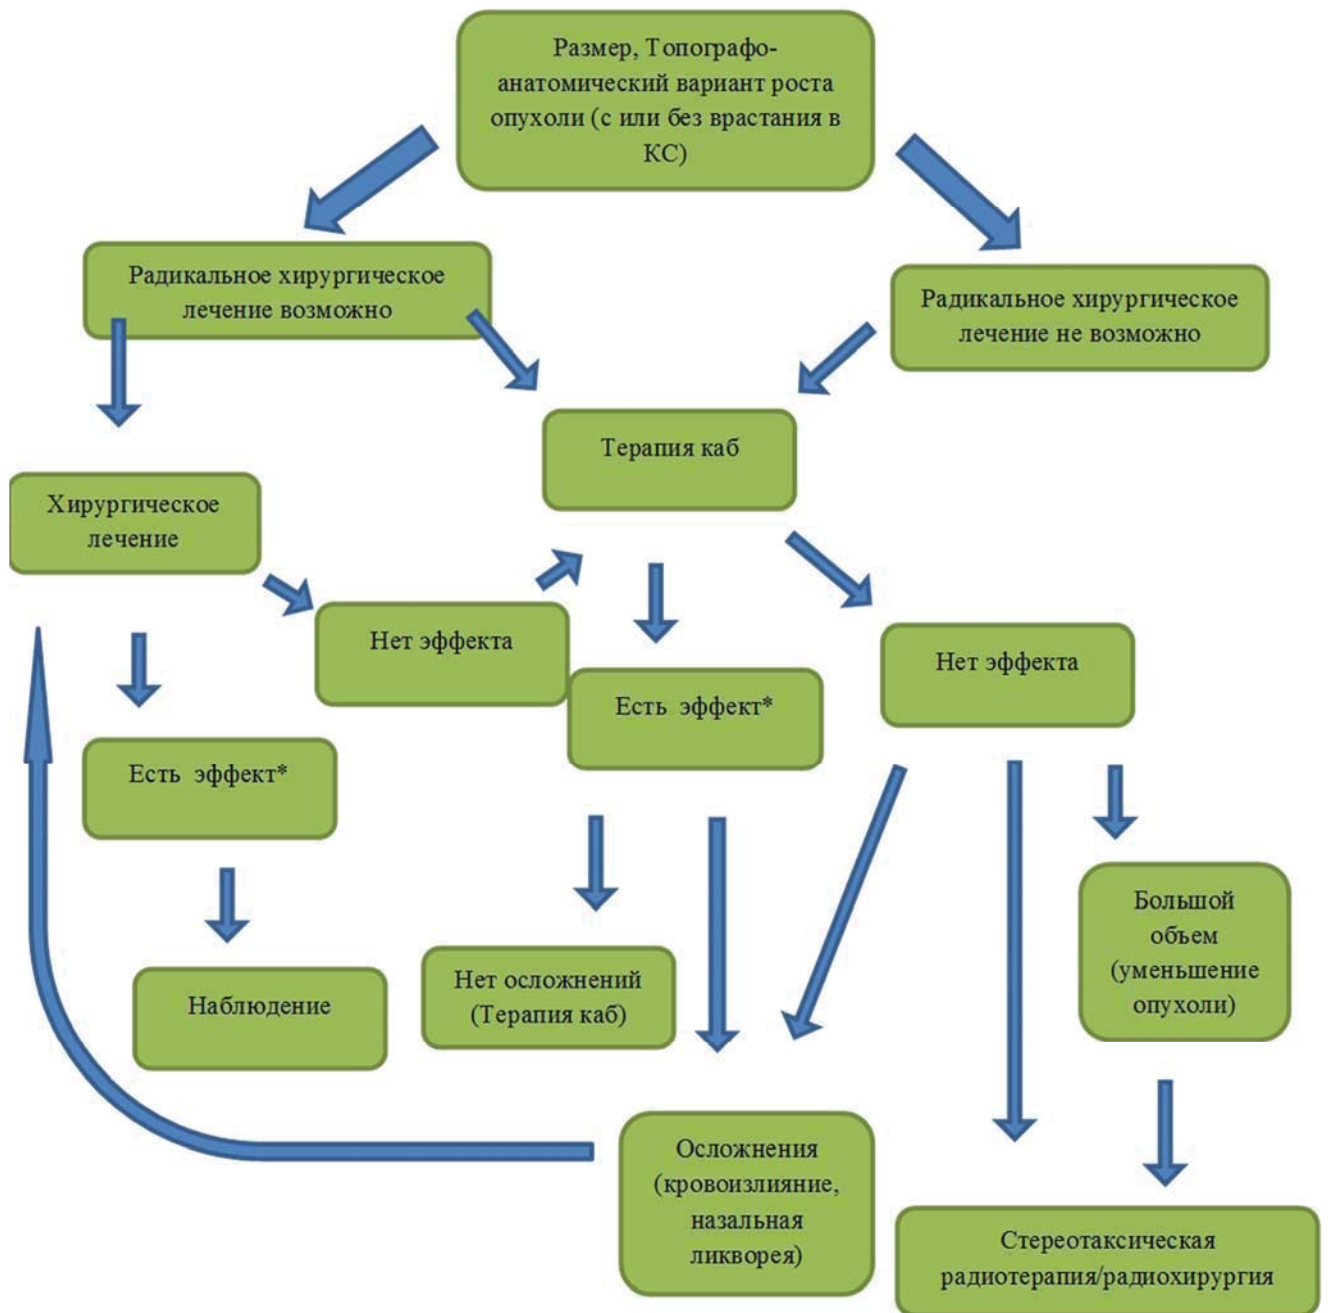 Размер, Топографо-
анатомический вариант роста
опухоли (с или без врастания в
КС)
Радикальное хирургическое
лечение возможно
Радикальное хирургическое
лечение не возможно
Терапия каб
Хирургическое
лечение
Нет эффекта
Нет эффекта
Есть эффект*
Есть эффект*
Большой
объем
(уменьшение
опухоли)
Наблюдение
Нет осложнений
(Терапия каб)
Осложнения
(кровоизлияние,
назальная
ликворея)
Стереотаксическая
радиотерапия/радиохирургия